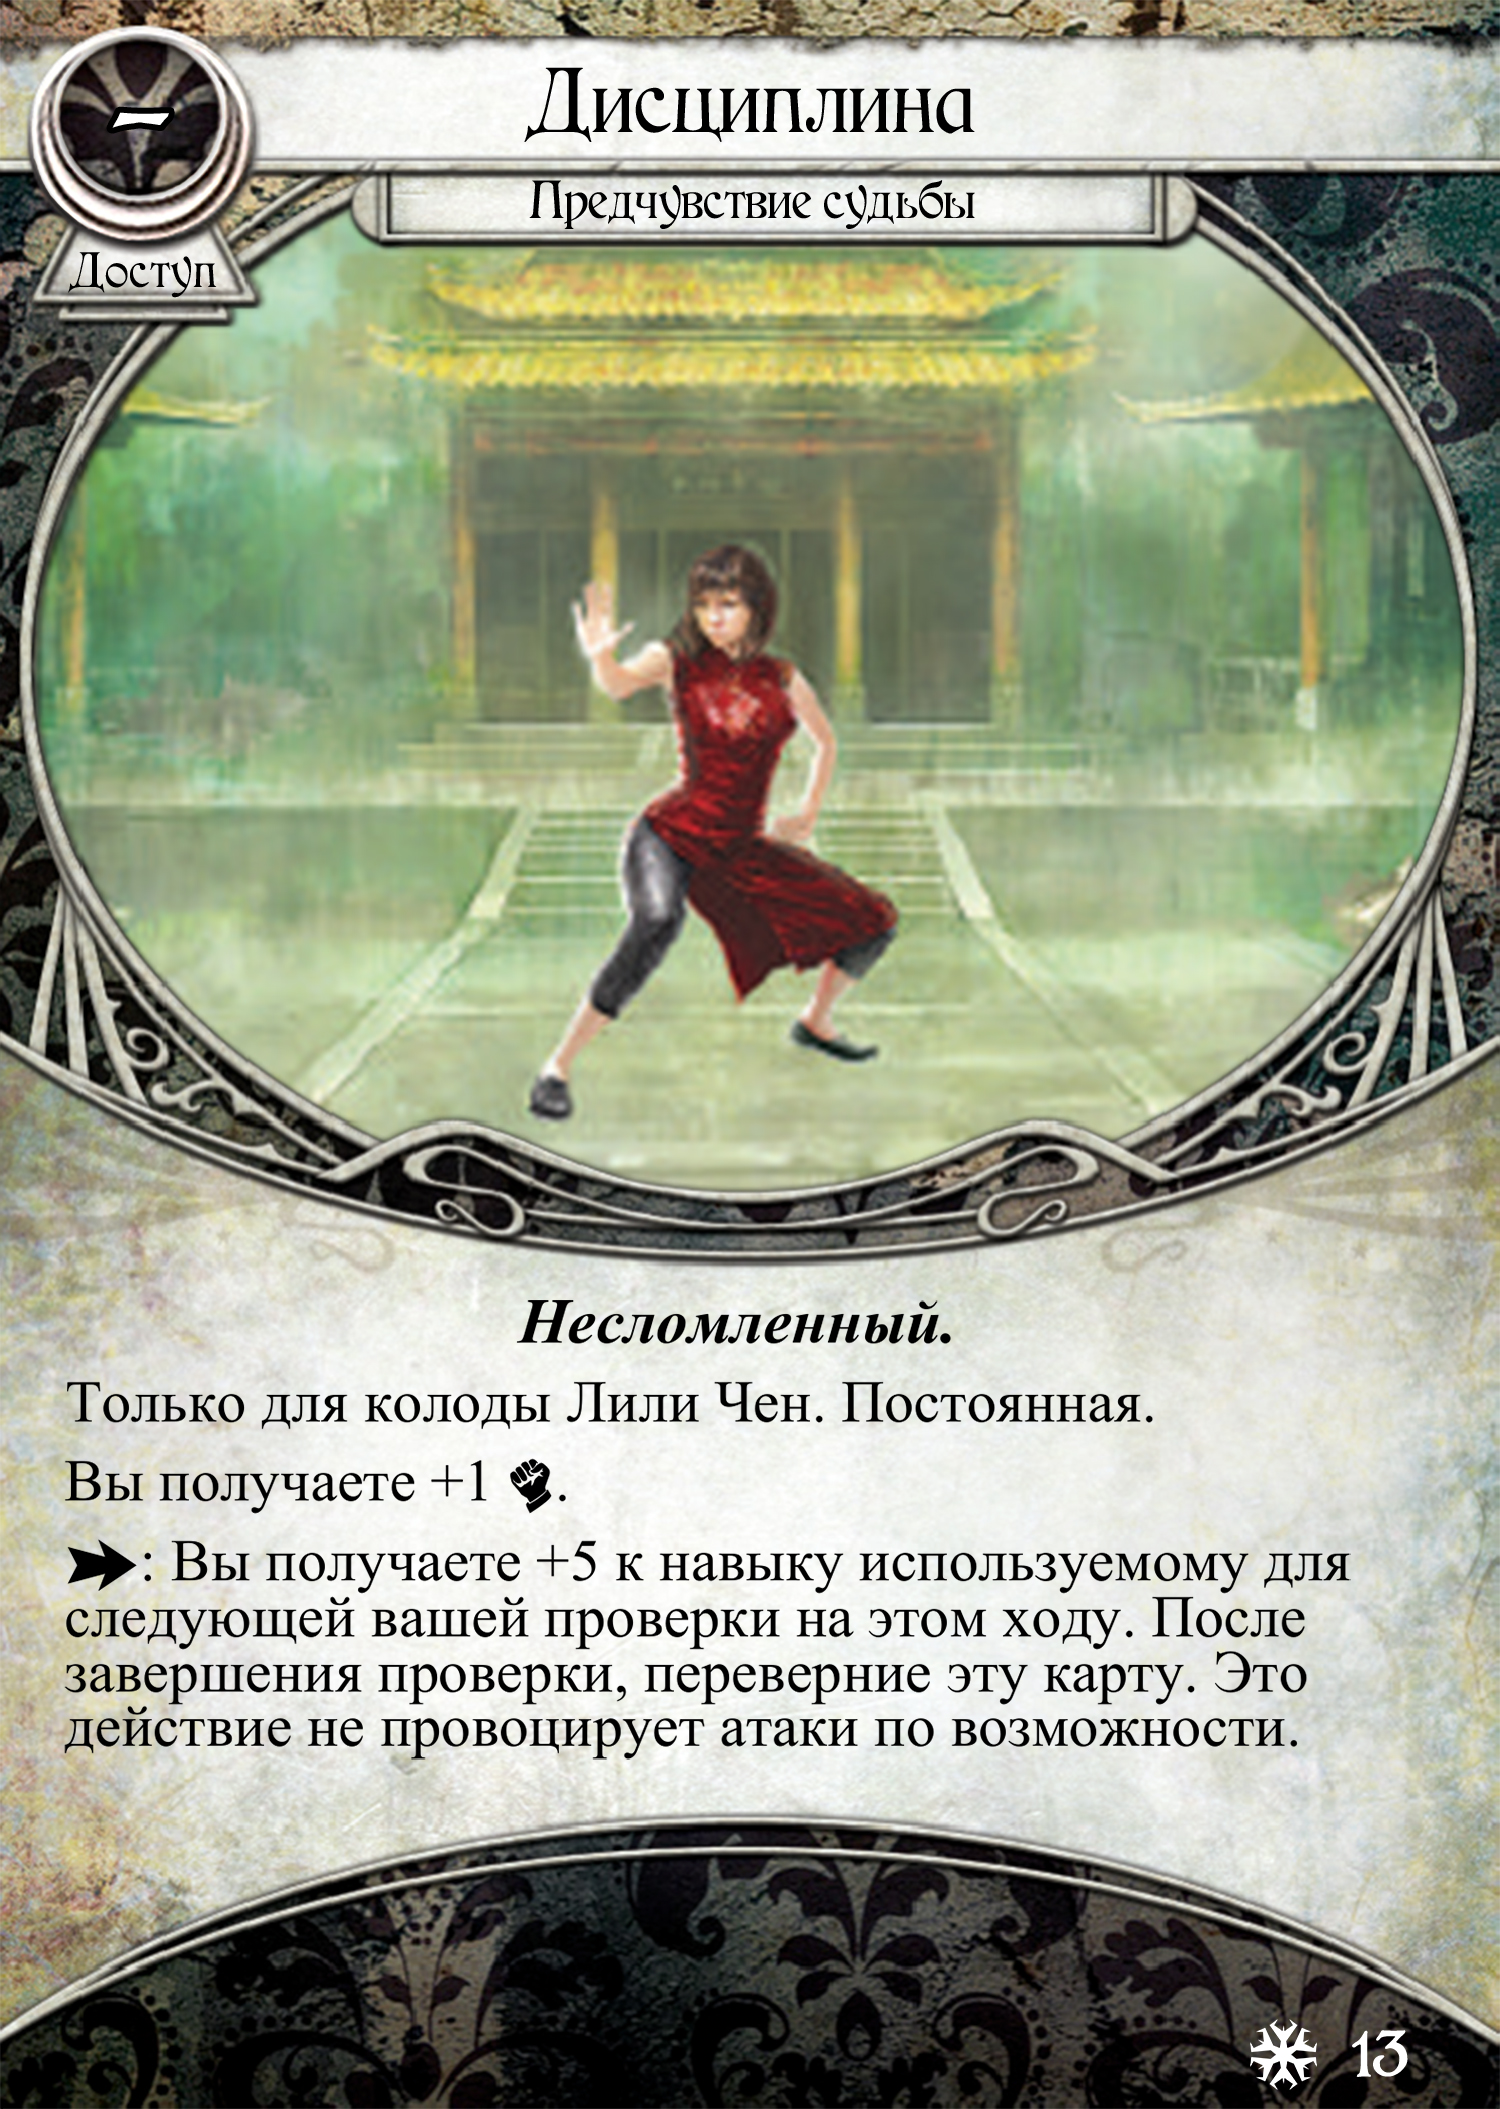 –
Дисциплина
Предчувствие судьбы
Доступ
Несломленный.
Только для колоды Лили Чен. Постоянная.
Вы получаете +1 .
: Вы получаете +5 к навыку используемому для
следующей вашей проверки на этом ходу. После
завершения проверки, переверние эту карту. Это
действие не провоцирует атаки по возможности.
13